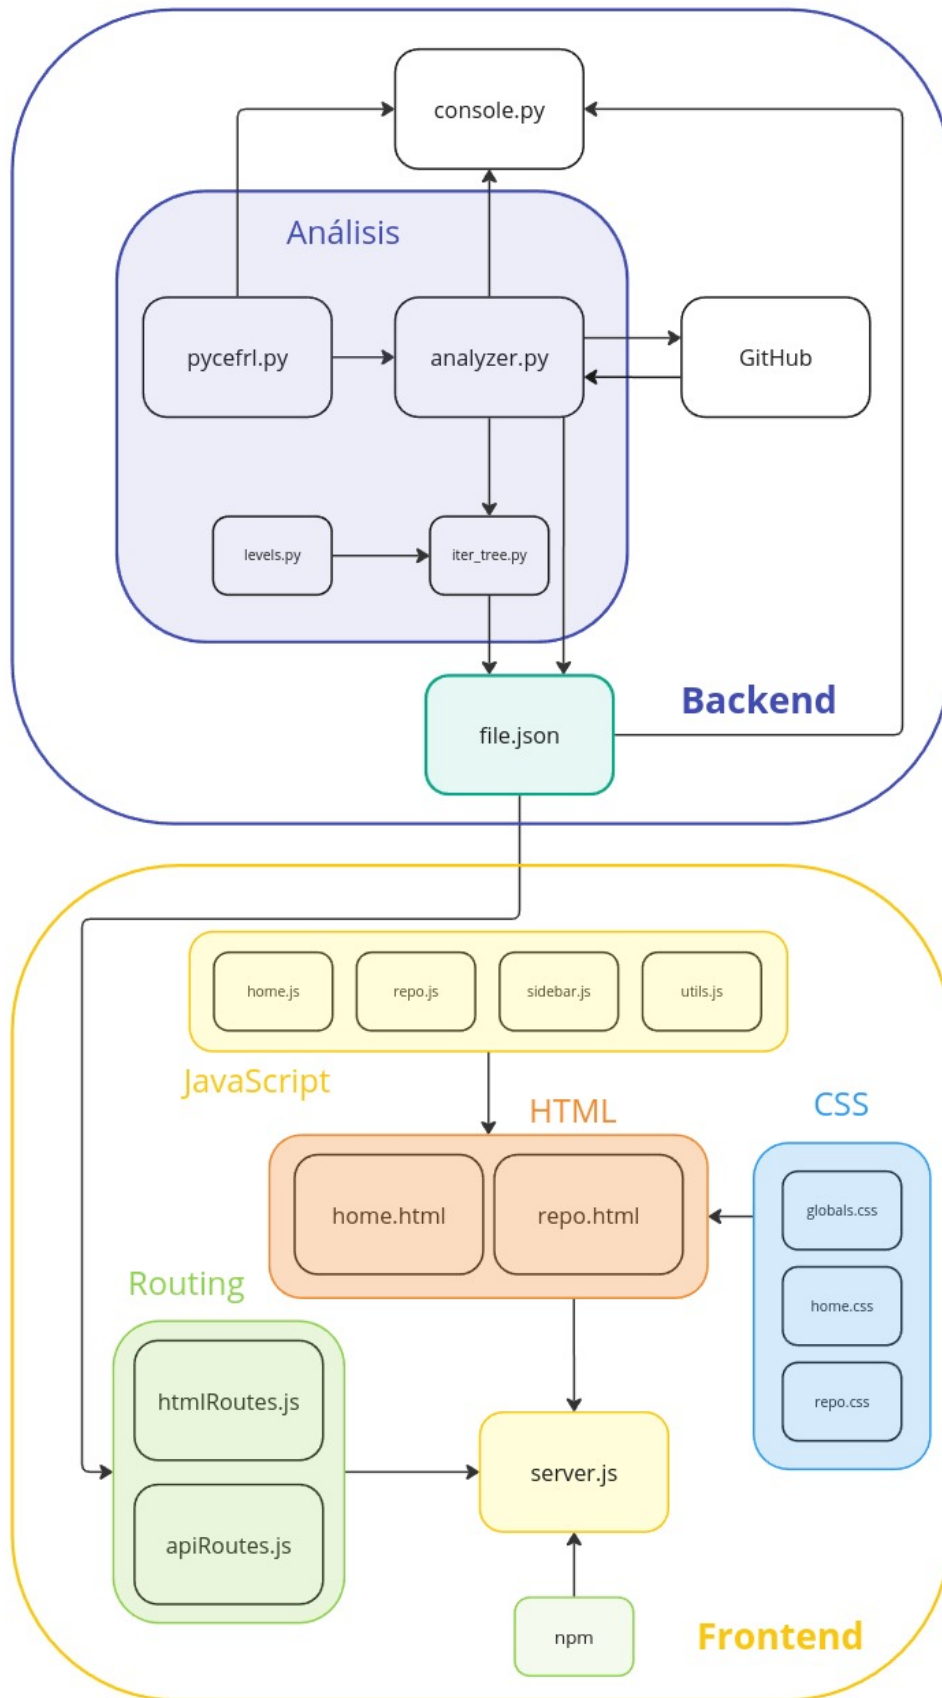 console.py
Análisis
pycefrl.py
analyzer.py
GitHub
levels.py
iter_tree.py
Backend
file.json
home.js
repo.js
sidebar.js
utils.js
JavaScript
HTML
CSS
home.html
repo.html
globals.css
home.css
repo.css
Routing
htmlRoutes.js
apiRoutes.js
server.js
npm
Frontend